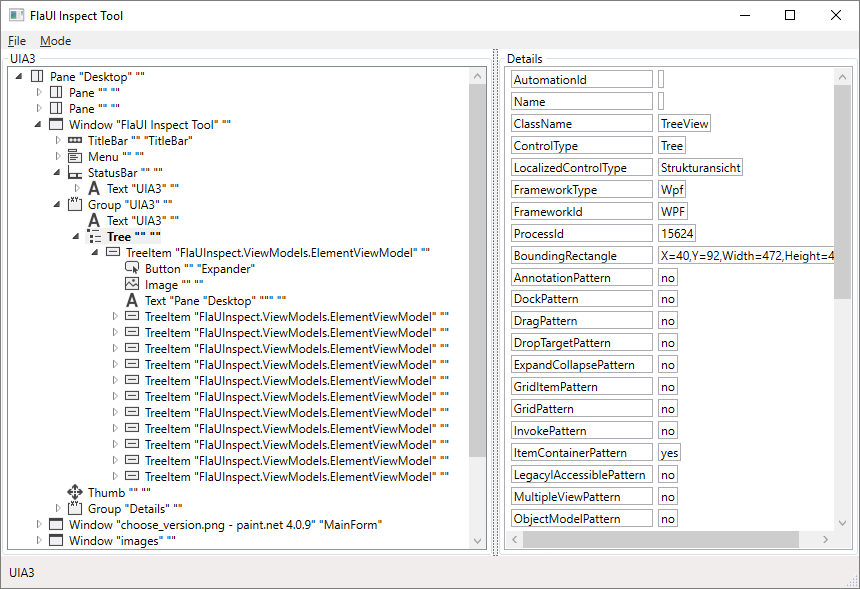 FlaUI Inspect Tool
File Mode
UIA3
Pane "Desktop" ""
Pane "" ""
Pane "" ""
Window "FlaUI Inspect Tool" ""
TitleBar "" "TitleBar"
Menu "" ""
StatusBar "" ""
Text "UIA3" ""
Group "UIA3" ""
Text "UIA3" ""
Tree "" ""
TreeItem "FlaUInspect.ViewModels.ElementViewModel" ""
Button "" "Expander"
Image "" ""
Text "Pane "Desktop" """ ""
TreeItem "FlaUInspect.ViewModels.ElementViewModel" ""
TreeItem "FlaUInspect.ViewModels.ElementViewModel" ""
TreeItem "FlaUInspect.ViewModels.ElementViewModel" ""
TreeItem "FlaUInspect.ViewModels.ElementViewModel" ""
TreeItem "FlaUInspect.ViewModels.ElementViewModel" ""
TreeItem "FlaUInspect.ViewModels.ElementViewModel" ""
TreeItem "FlaUInspect.ViewModels.ElementViewModel" ""
TreeItem "FlaUInspect.ViewModels.ElementViewModel" ""
TreeItem "FlaUInspect.ViewModels.ElementViewModel" ""
TreeItem "FlaUInspect.ViewModels.ElementViewModel" ""
TreeItem "FlaUInspect.ViewModels.ElementViewModel" ""
Thumb "" ""
Group "Details" ""
Window "choose_version.png - paint.net 4.0.9" "MainForm"
Window "images" ""
Details
AutomationId
Name
ClassName TreeView
ControlType Tree
LocalizedControlType Strukturansicht
FrameworkType Wpf
FrameworkId WPF
ProcessId 15624
BoundingRectangle X=40,Y=92,Width=472,Height=4
AnnotationPattern no
DockPattern no
DragPattern no
DropTargetPattern no
ExpandCollapsePattern no
GridItemPattern no
GridPattern no
InvokePattern no
ItemContainerPattern yes
LegacyIAccessiblePattern no
MultipleViewPattern no
ObjectModelPattern no
UIA3